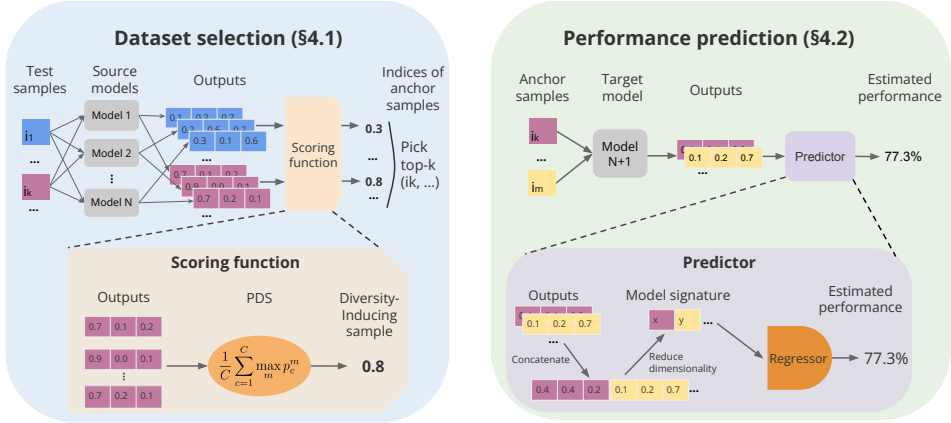 Dataset selection (§4.1)
Test samples
Source models
Outputs
Indices of anchor samples
i1
...
ik
...
Model 1
Model 2
⋮
Model N
0.1 0.2 0.7
0.2 0.6 0.2
0.3 0.1 0.6
0.7 0.1 0.2
0.9 0.0 0.1
0.7 0.2 0.1
...
Scoring function
0.3
...
0.8
...
Pick top-k (ik, ...)
Scoring function
Outputs
PDS
Diversity-Inducing sample
0.7 0.1 0.2
0.9 0.0 0.1
⋮
0.7 0.2 0.1
1/C ∑_{c=1}^{C} max_m p_c^m
0.8
Performance prediction (§4.2)
Anchor samples
Target model
Outputs
Estimated performance
ik
...
im
Model N+1
0.1 0.2 0.7
...
Predictor
77.3%
Predictor
Outputs
Model signature
Estimated performance
0.1 0.2 0.7
...
x y ...
Concatenate
Reduce dimensionality
0.4 0.4 0.2 0.1 0.2 0.7 ...
Regressor
77.3%